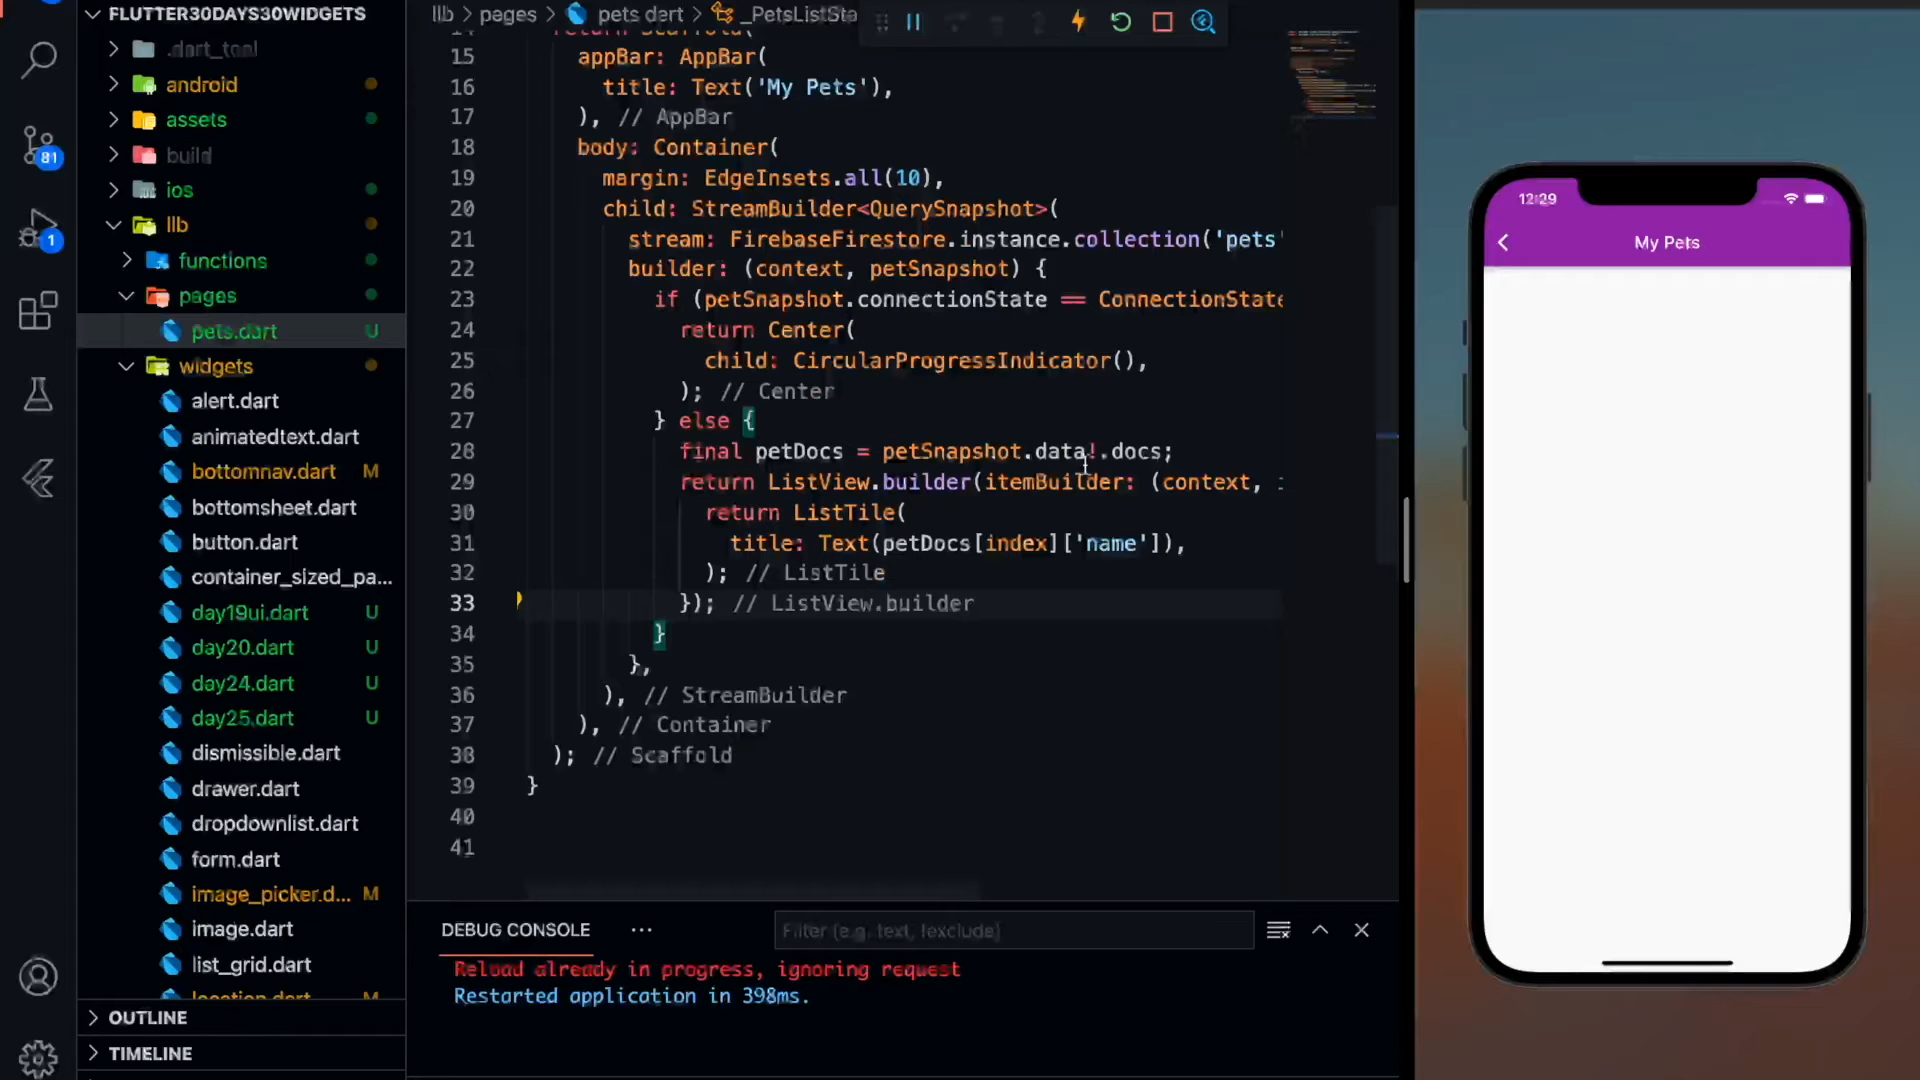 FLUTTER30DAYS30WIDGETS
.dart_tool
android
assets
build
ios
lib
functions
pages
pets.dart U
widgets
alert.dart
animatedtext.dart
bottomnav.dart M
bottomsheet.dart
button.dart
container_sized_pa...
day19ui.dart U
day20.dart U
day24.dart U
day25.dart U
dismissible.dart
drawer.dart
dropdownlist.dart
form.dart
image_picker.d... M
image.dart
list_grid.dart
location.dart M
OUTLINE
TIMELINE
81
1
lib > pages > pets.dart > _PetsListSta
14 return Scaffold(
15 appBar: AppBar(
16 title: Text('My Pets'),
17 ), // AppBar
18 body: Container(
19 margin: EdgeInsets.all(10),
20 child: StreamBuilder<QuerySnapshot>(
21 stream: FirebaseFirestore.instance.collection('pets'
22 builder: (context, petSnapshot) {
23 if (petSnapshot.connectionState == ConnectionState
24 return Center(
25 child: CircularProgressIndicator(),
26 ); // Center
27 } else {
28 final petDocs = petSnapshot.data!.docs;
29 return ListView.builder(itemBuilder: (context, i
30 return ListTile(
31 title: Text(petDocs[index]['name']),
32 ); // ListTile
33 }); // ListView.builder
34 }
35 },
36 ), // StreamBuilder
37 ), // Container
38 ); // Scaffold
39 }
40
41
DEBUG CONSOLE ...
Filter (e.g. text, !exclude)
Reload already in progress, ignoring request
Restarted application in 398ms.
12:29
My Pets